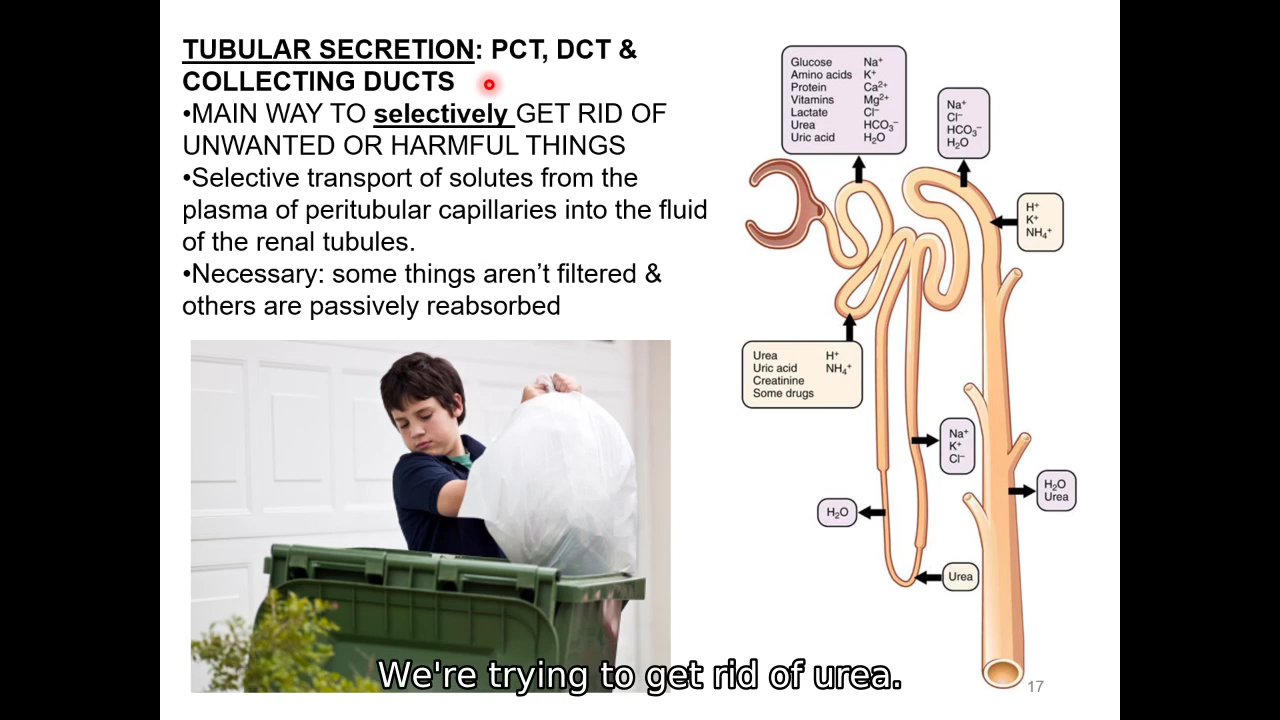 TUBULAR SECRETION: PCT, DCT &
COLLECTING DUCTS
•MAIN WAY TO selectively GET RID OF
UNWANTED OR HARMFUL THINGS
•Selective transport of solutes from the
plasma of peritubular capillaries into the fluid
of the renal tubules.
•Necessary: some things aren’t filtered &
others are passively reabsorbed
Glucose Na⁺
Amino acids K⁺
Protein Ca²⁺
Vitamins Mg²⁺
Lactate Cl⁻
Urea HCO₃⁻
Uric acid H₂O
Na⁺
Cl⁻
HCO₃⁻
H₂O
H⁺
K⁺
NH₄⁺
Urea H⁺
Uric acid NH₄⁺
Creatinine
Some drugs
Na⁺
K⁺
Cl⁻
H₂O
Urea
H₂O
Urea
We're trying to get rid of urea.
17